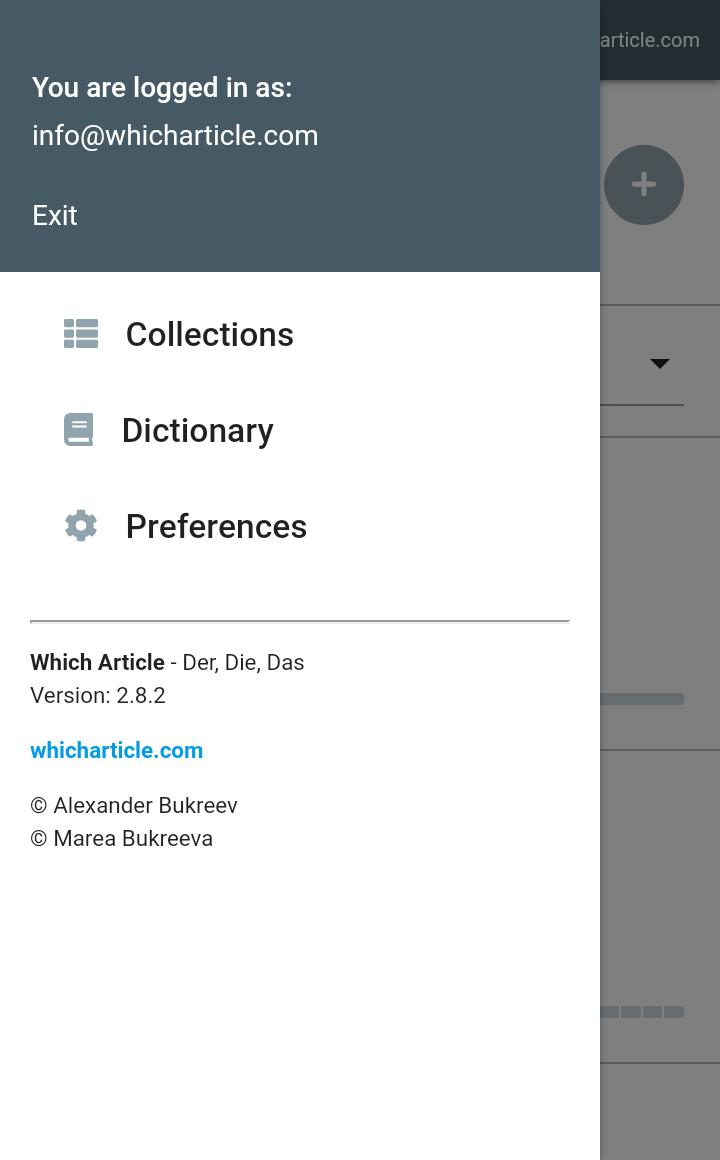 You are logged in as:
info@whicharticle.com
article.com
Exit
Collections
Dictionary
Preferences
Which Article - Der, Die, Das
Version: 2.8.2
whicharticle.com
© Alexander Bukreev
© Marea Bukreeva